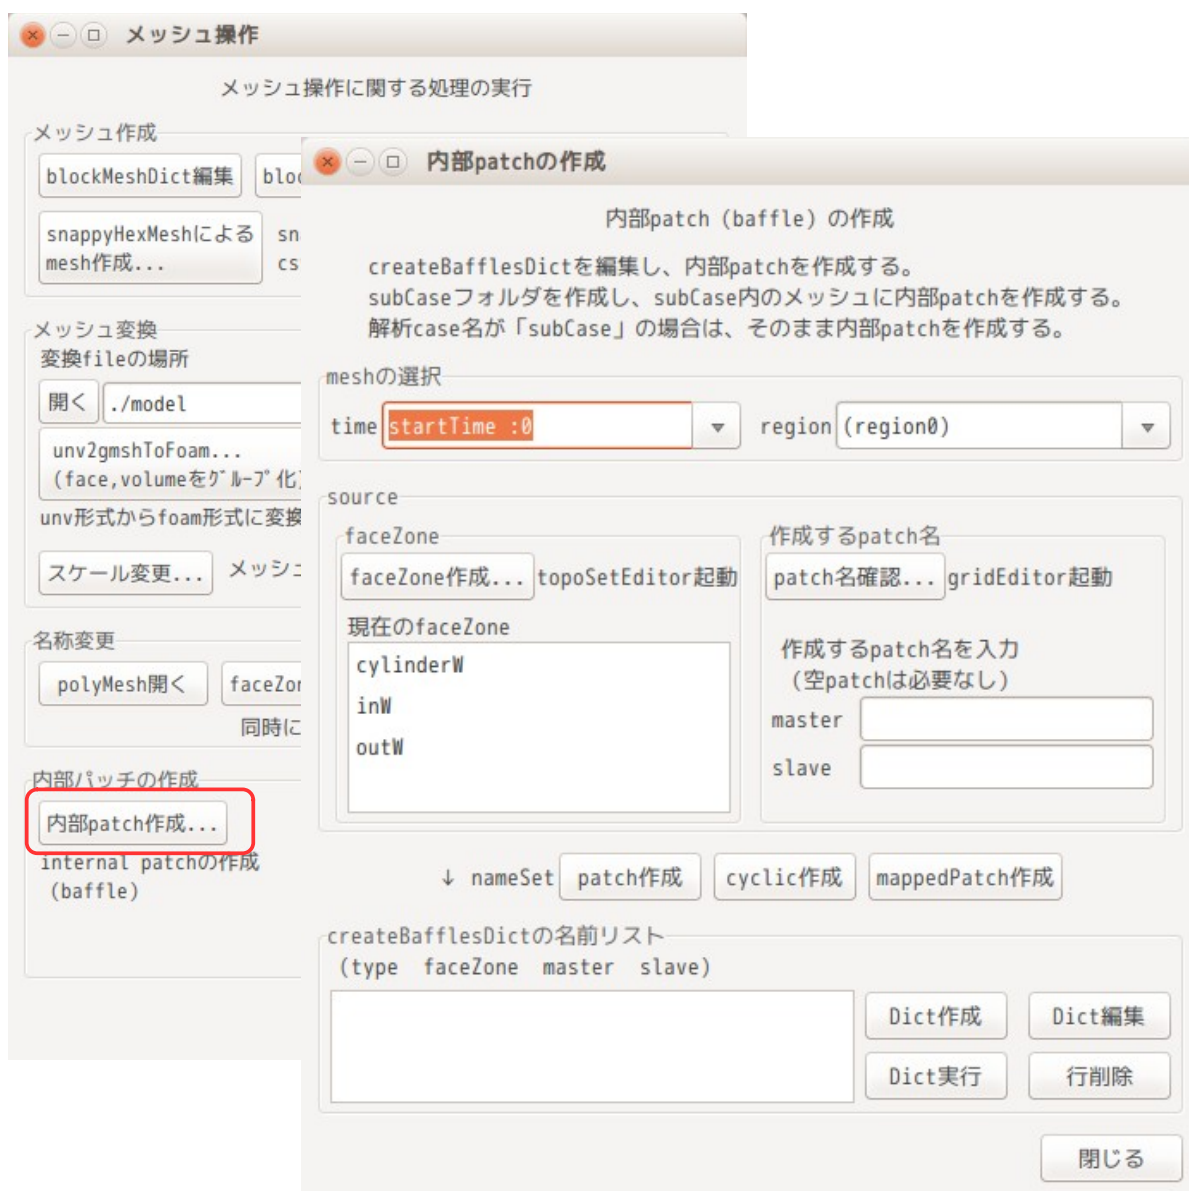 メッシュ操作
メッシュ操作に関する処理の実行
メッシュ作成
blockMeshDict編集
snappyHexMeshによる
mesh作成...
メッシュ変換
変換fileの場所
開く ./model
unv2gmshToFoam...
(face,volumeをグループ化)
unv形式からfoam形式に変換
スケール変更... メッシュ
名称変更
polyMesh開く
同時に
内部パッチの作成
内部patch作成...
internal patchの作成
(baffle)
内部patchの作成
内部patch（baffle）の作成
createBafflesDictを編集し、内部patchを作成する。
subCaseフォルダを作成し、subCase内のメッシュに内部patchを作成する。
解析case名が「subCase」の場合は、そのまま内部patchを作成する。
meshの選択
time startTime :0 region (region0)
source
faceZone
faceZone作成... topoSetEditor起動
現在のfaceZone
cylinderW
inW
outW
作成するpatch名
patch名確認... gridEditor起動
作成するpatch名を入力
（空patchは必要なし）
master
slave
↓ nameSet patch作成 cyclic作成 mappedPatch作成
createBafflesDictの名前リスト
(type faceZone master slave)
Dict作成 Dict編集
Dict実行 行削除
閉じる